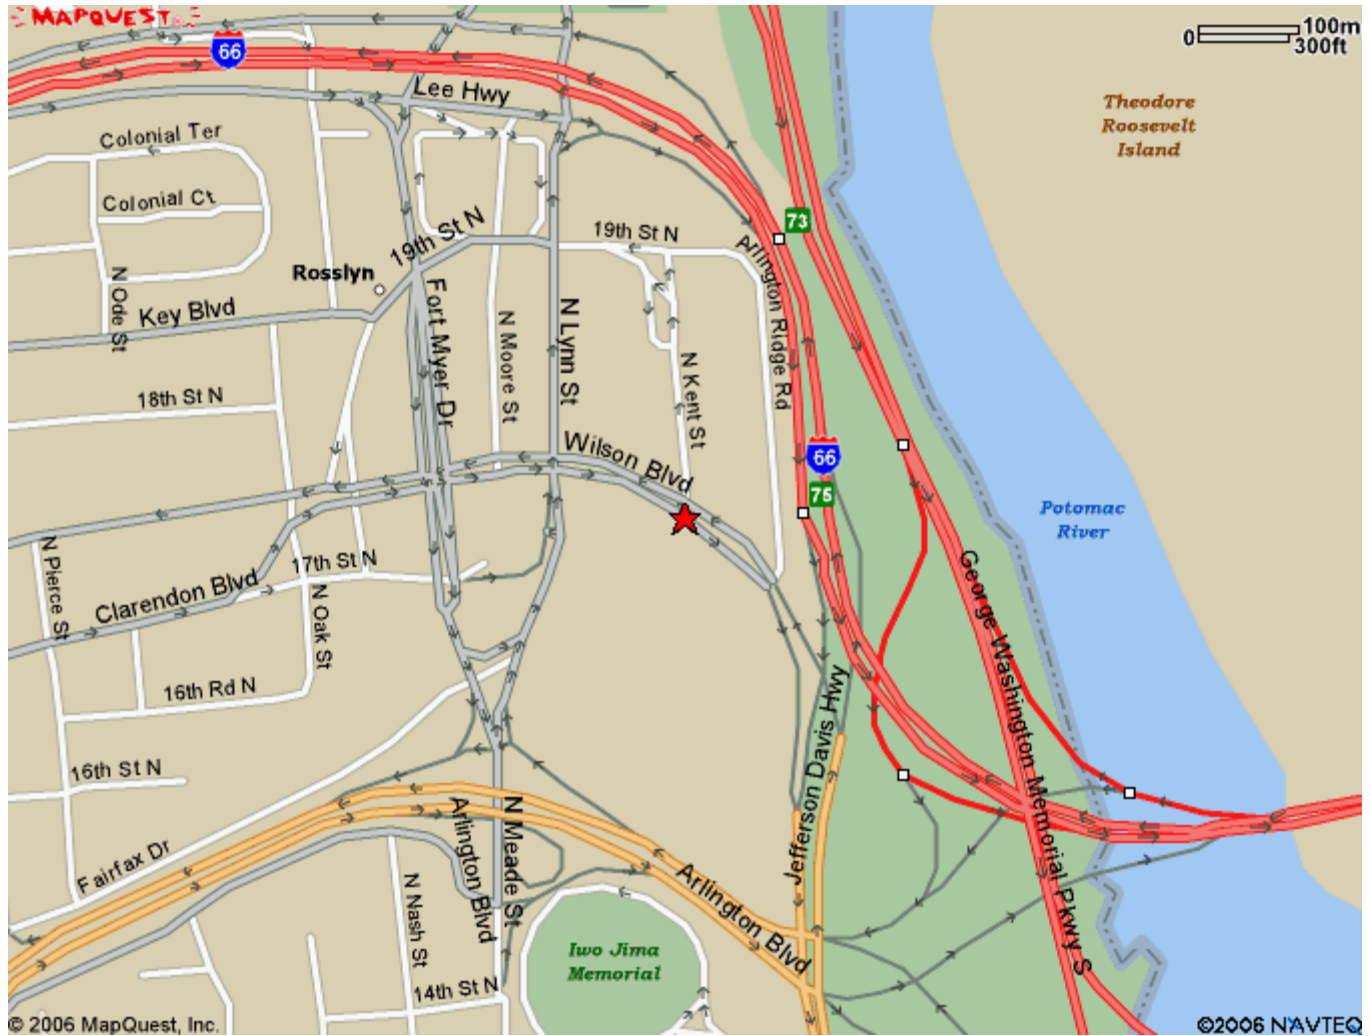 MAPQUEST
100m
0
300ft
66
Lee Hwy
Theodore
Roosevelt
Island
Colonial Ter
Colonial Ct
73
19th St N
19th St N
Arlington Ridge Rd
Rosslyn
N Ode St
Key Blvd
Fort Myer Dr
N Moore St
N Lynn St
N Kent St
18th St N
Wilson Blvd
66
75
Potomac
River
N Pierce St
17th St N
Clarendon Blvd
N Oak St
George Washington Memorial Pkwy S
16th Rd N
Jefferson Davis Hwy
16th St N
Arlington Blvd
N Meade St
Fairfax Dr
N Nash St
Arlington Blvd
Iwo Jima
Memorial
14th St N
© 2006 MapQuest, Inc.
©2006 NAVTEQ